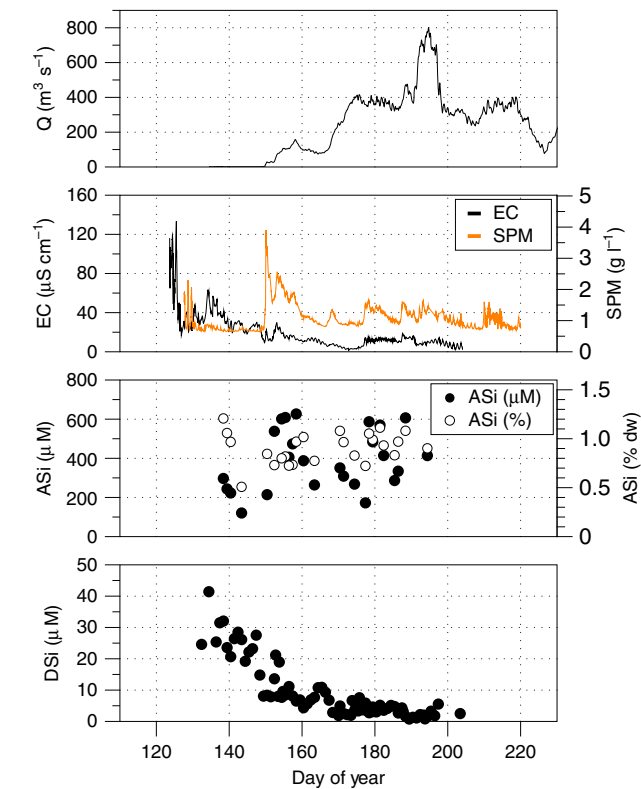 800
600
400
200
0
Q (m³ s⁻¹)
160
120
80
40
0
EC (µS cm⁻¹)
5
4
3
2
1
0
SPM (g l⁻¹)
EC
SPM
800
600
400
200
0
ASi (µ M)
1.5
1.0
0.5
0
ASi (% dw)
ASi (µM)
ASi (%)
50
40
30
20
10
0
DSi (µ M)
120 140 160 180 200 220
Day of year